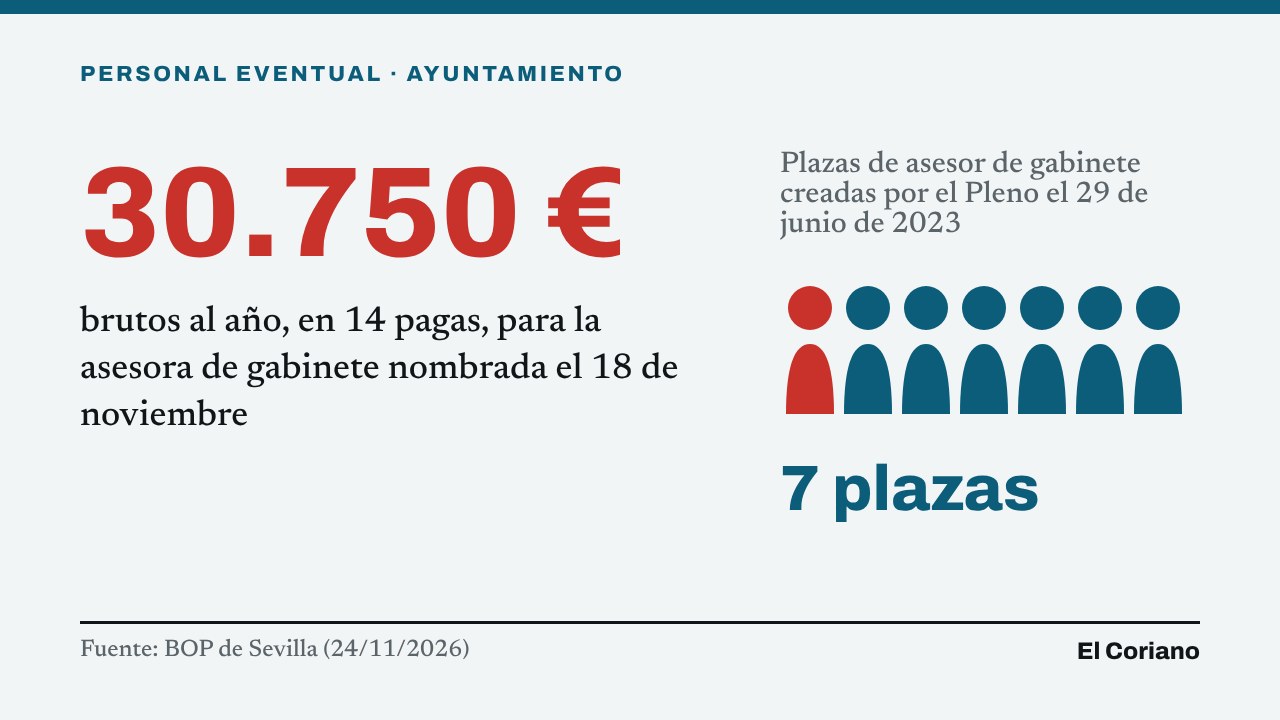 PERSONAL EVENTUAL · AYUNTAMIENTO
30.750 €
brutos al año, en 14 pagas, para la
asesora de gabinete nombrada el 18 de
noviembre
Plazas de asesor de gabinete
creadas por el Pleno el 29 de
junio de 2023
7 plazas
Fuente: BOP de Sevilla (24/11/2026)
El Coriano